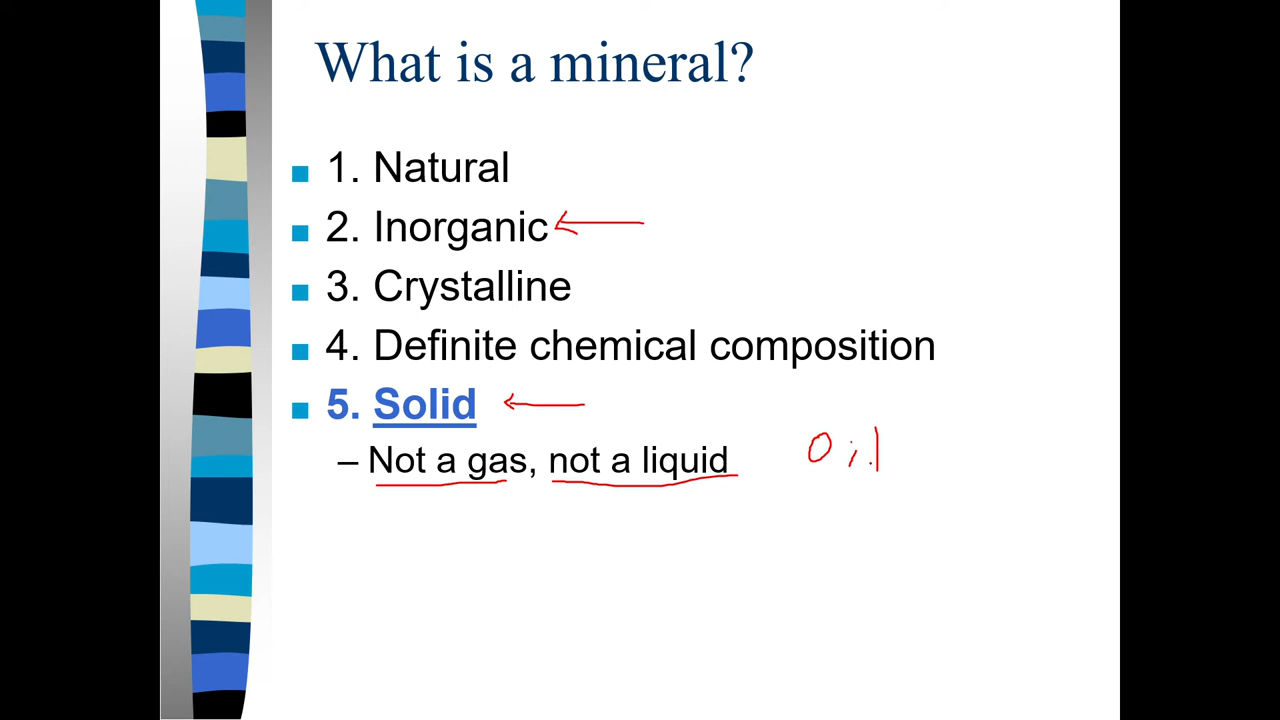 What is a mineral?
1. Natural
2. Inorganic
3. Crystalline
4. Definite chemical composition
5. Solid
– Not a gas, not a liquid
Oil